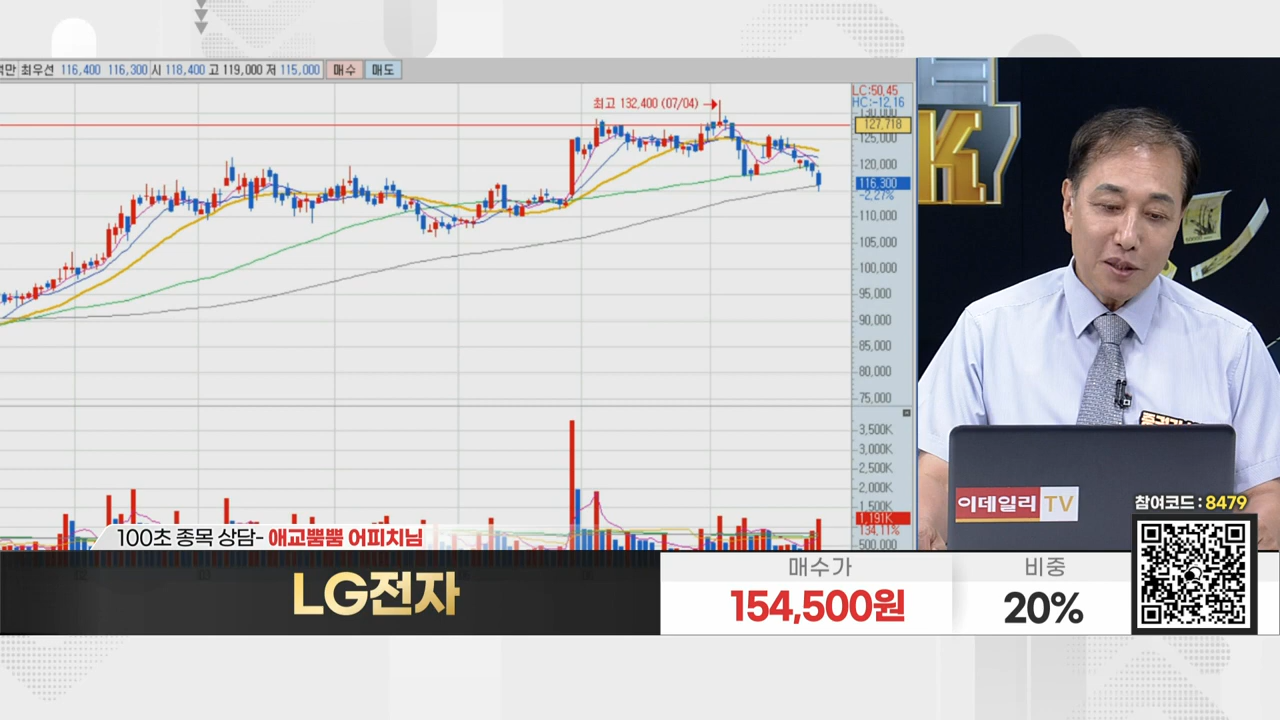 최우선 116,400 116,300 시 118,400 고 119,000 저 115,000 매수 매도
최고 132,400 (07/04)
LC:50.45
HC:-12.16
127,718
125,000
120,000
116,300
-2.27%
110,000
105,000
100,000
95,000
90,000
85,000
80,000
75,000
3,500K
3,000K
2,500K
2,000K
1,500K
1,191K
134.11%
500,000
이데일리 TV
참여코드 : 8479
100초 종목 상담- 애교뿜뿜 어피치님
LG전자
매수가
154,500원
비중
20%